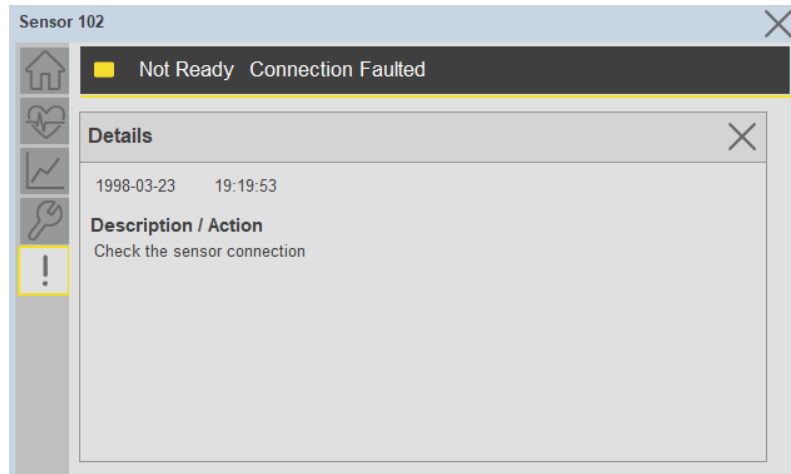 Sensor 102
Not Ready Connection Faulted
Details
1998-03-23 19:19:53
Description / Action
Check the sensor connection